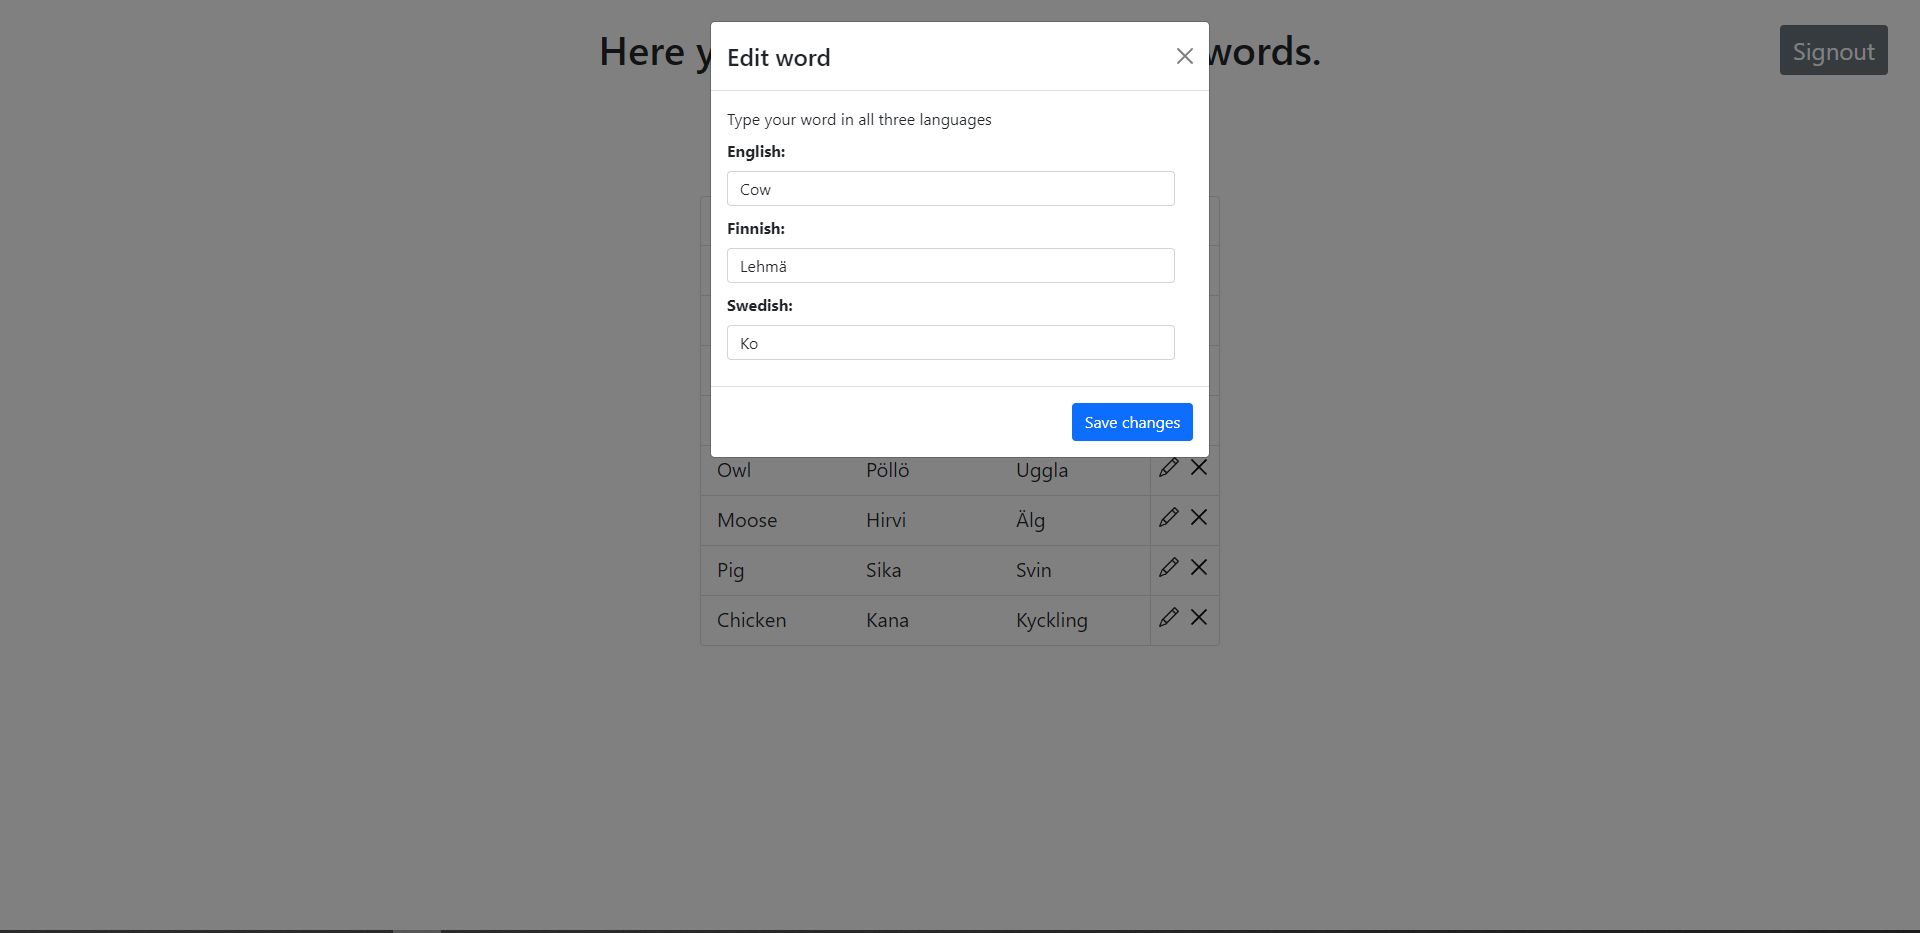 Here y words.
Signout
Edit word
Type your word in all three languages
English:
Cow
Finnish:
Lehmä
Swedish:
Ko
Save changes
Owl Pöllö Uggla
Moose Hirvi Älg
Pig Sika Svin
Chicken Kana Kyckling